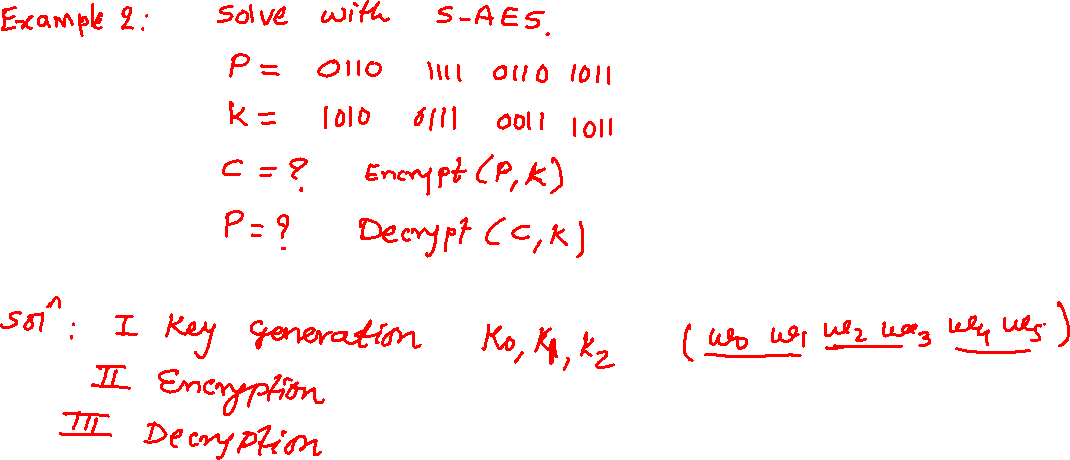 Example 2: Solve with S-AES.
P = 0110 1111 0110 1011
K = 1010 0111 0011 1011
C = ? Encrypt (P, K)
P = ? Decrypt (C, K)
Solⁿ: I Key generation K₀, K₁, K₂ (w₀ w₁ w₂ w₃ w₄ w₅)
II Encryption
III Decryption